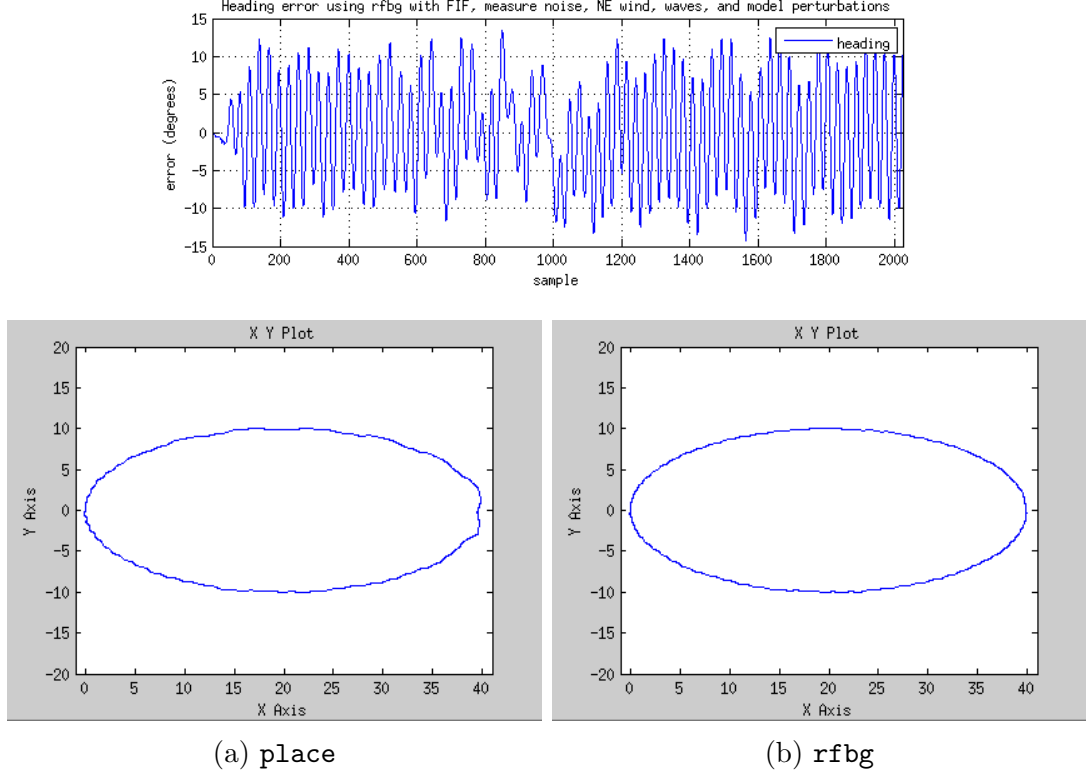 Heading error using rfbg with FIF, measure noise, NE wind, waves, and model perturbations
heading
error (degrees)
15
10
5
0
−5
−10
−15
0 200 400 600 800 1000 1200 1400 1600 1800 2000
sample
X Y Plot
Y Axis
20
15
10
5
0
−5
−10
−15
−20
0 5 10 15 20 25 30 35 40
X Axis
(a) place
X Y Plot
Y Axis
20
15
10
5
0
−5
−10
−15
−20
0 5 10 15 20 25 30 35 40
X Axis
(b) rfbg